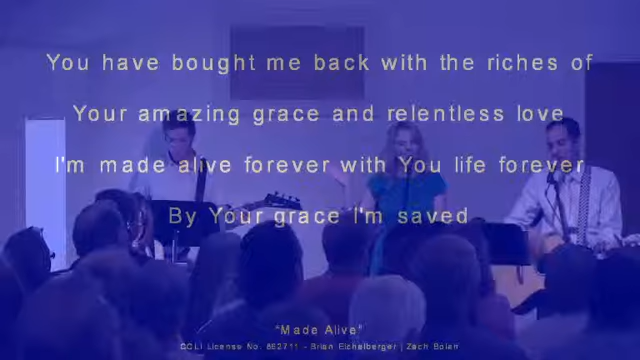 You have bought me back with the riches of
Your amazing grace and relentless love
I'm made alive forever with You life forever
By Your grace I'm saved
"Made Alive"
CCLI License No. 862711 - Brian Eichelberger | Zach Bolen